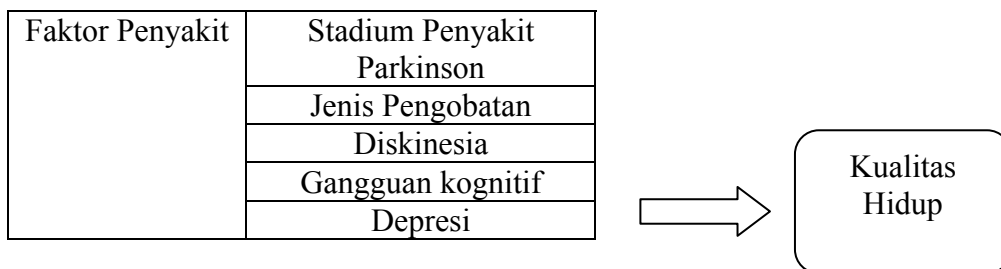 Faktor Penyakit
Stadium Penyakit
Parkinson
Jenis Pengobatan
Diskinesia
Gangguan kognitif
Depresi
Kualitas
Hidup